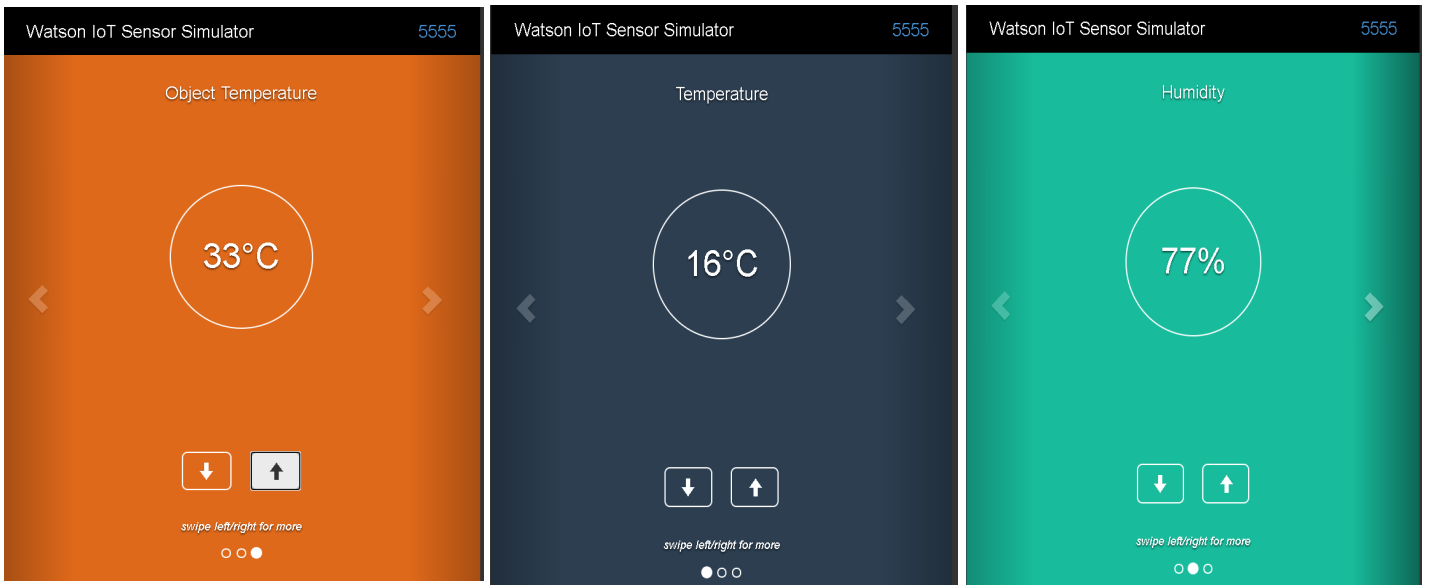 Watson IoT Sensor Simulator 5555
Object Temperature
33°C
swipe left/right for more
Watson IoT Sensor Simulator 5555
Temperature
16°C
swipe left/right for more
Watson IoT Sensor Simulator 5555
Humidity
77%
swipe left/right for more